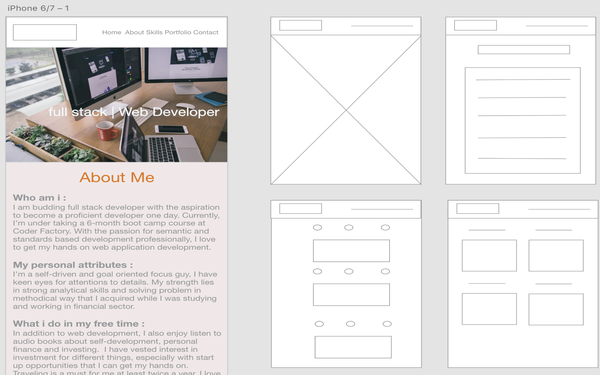 iPhone 6/7 – 1
Home About Skills Portfolio Contact
full stack | Web Developer
About Me
Who am i :
I am budding full stack developer with the aspiration
to become a proficient developer one day. Currently,
I'm under taking a 6-month boot camp course at
Coder Factory. With the passion for semantic and
standards based development professionally, I love
to get my hands on web application development.
My personal attributes :
I'm a self-driven and goal oriented focus guy, I have
keen eyes for attentions to details. My strength lies
in strong analytical skills and solving problem in
methodical way that I acquired while I was studying
and working in financial sector.
What i do in my free time :
In addition to web development, I also enjoy listen to
audio books about self-development, personal
finance and investing. I have vested interest in
investment for different things, especially with start
up opportunities that I can get my hands on.
Traveling is a must for me at least twice a year. I love